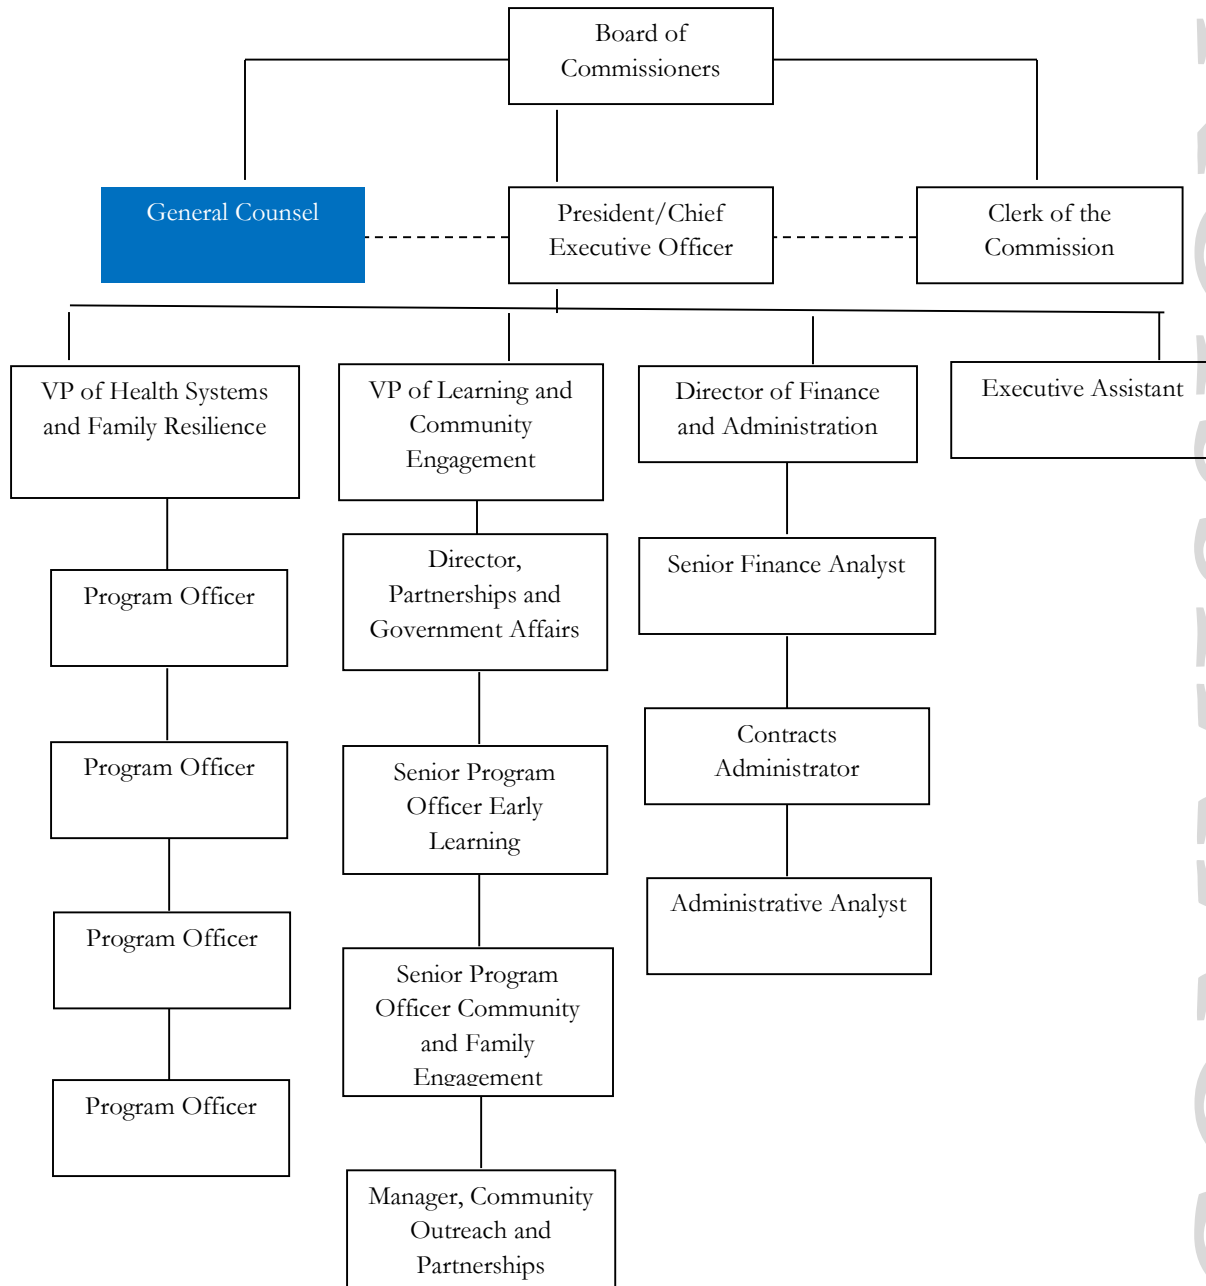 Board of
Commissioners
General Counsel
President/Chief
Executive Officer
Clerk of the
Commission
VP of Health Systems
and Family Resilience
VP of Learning and
Community
Engagement
Director of Finance
and Administration
Executive Assistant
Program Officer
Director,
Partnerships and
Government Affairs
Senior Finance Analyst
Program Officer
Senior Program
Officer Early
Learning
Contracts
Administrator
Program Officer
Senior Program
Officer Community
and Family
Engagement
Administrative Analyst
Program Officer
Manager, Community
Outreach and
Partnerships